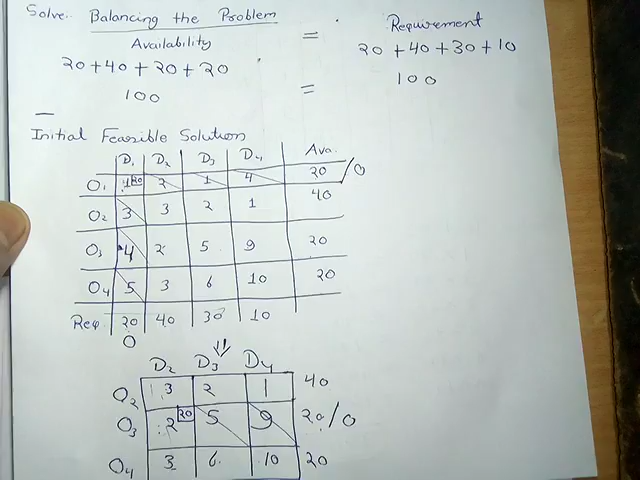 Solve.. Balancing the Problem
Availability = Requirement
20+40+20+20 20+40+30+10
100 = 100
Initial Feasible Solution
D1 D2 D3 D4 Ava.
O1 1 20 2 1 4 20/0
O2 3 3 2 1 40
O3 4 2 5 9 20
O4 5 3 6 10 20
Req 20 40 30 10
0
D2 D3 D4
O2 3 2 1 40
O3 2 20 5 9 20/0
O4 3 6 10 20